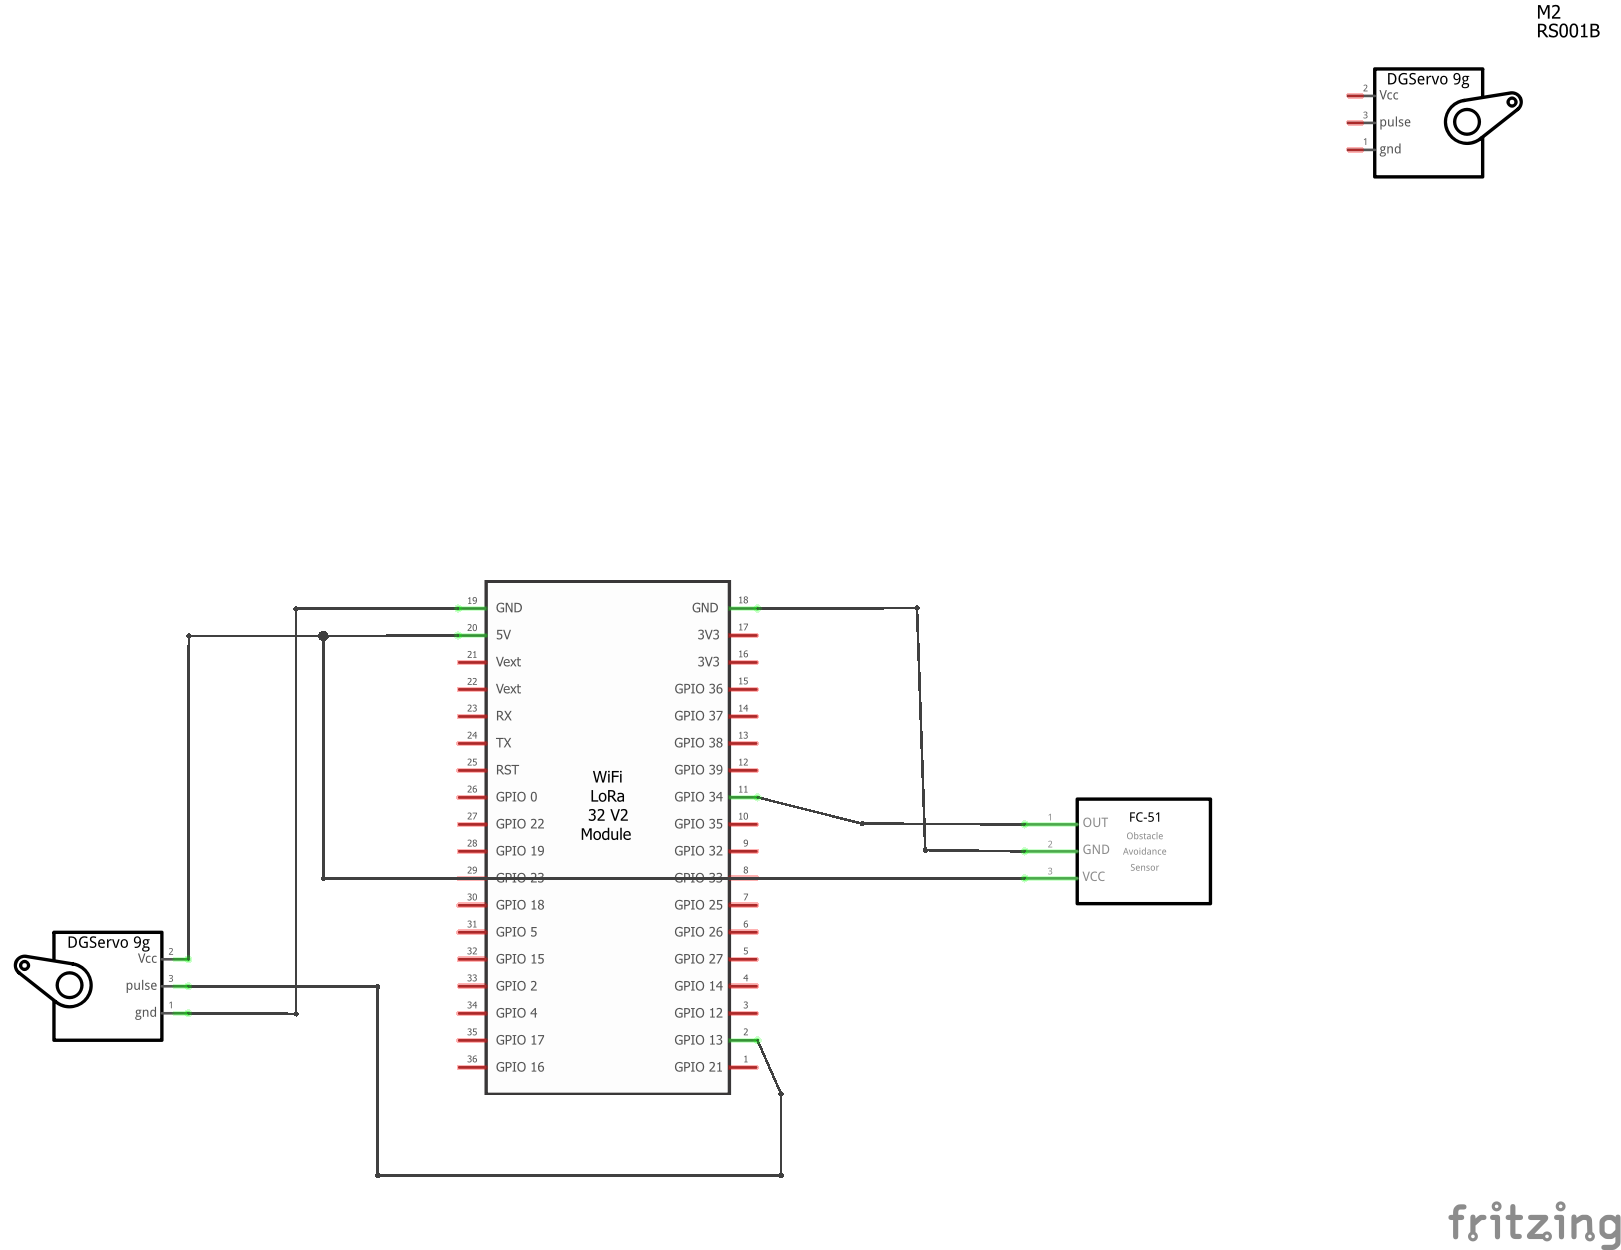 M2
RS001B
DGServo 9g
2 Vcc
3 pulse
1 gnd
19 GND
20 5V
21 Vext
22 Vext
23 RX
24 TX
25 RST
26 GPIO 0
27 GPIO 22
28 GPIO 19
29 GPIO 23
30 GPIO 18
31 GPIO 5
32 GPIO 15
33 GPIO 2
34 GPIO 4
35 GPIO 17
36 GPIO 16
WiFi
LoRa
32 V2
Module
GND 18
3V3 17
3V3 16
GPIO 36 15
GPIO 37 14
GPIO 38 13
GPIO 39 12
GPIO 34 11
GPIO 35 10
GPIO 32 9
GPIO 33 8
GPIO 25 7
GPIO 26 6
GPIO 27 5
GPIO 14 4
GPIO 12 3
GPIO 13 2
GPIO 21 1
1 OUT
2 GND
3 VCC
FC-51
Obstacle
Avoidance
Sensor
DGServo 9g
Vcc 2
pulse 3
gnd 1
fritzing